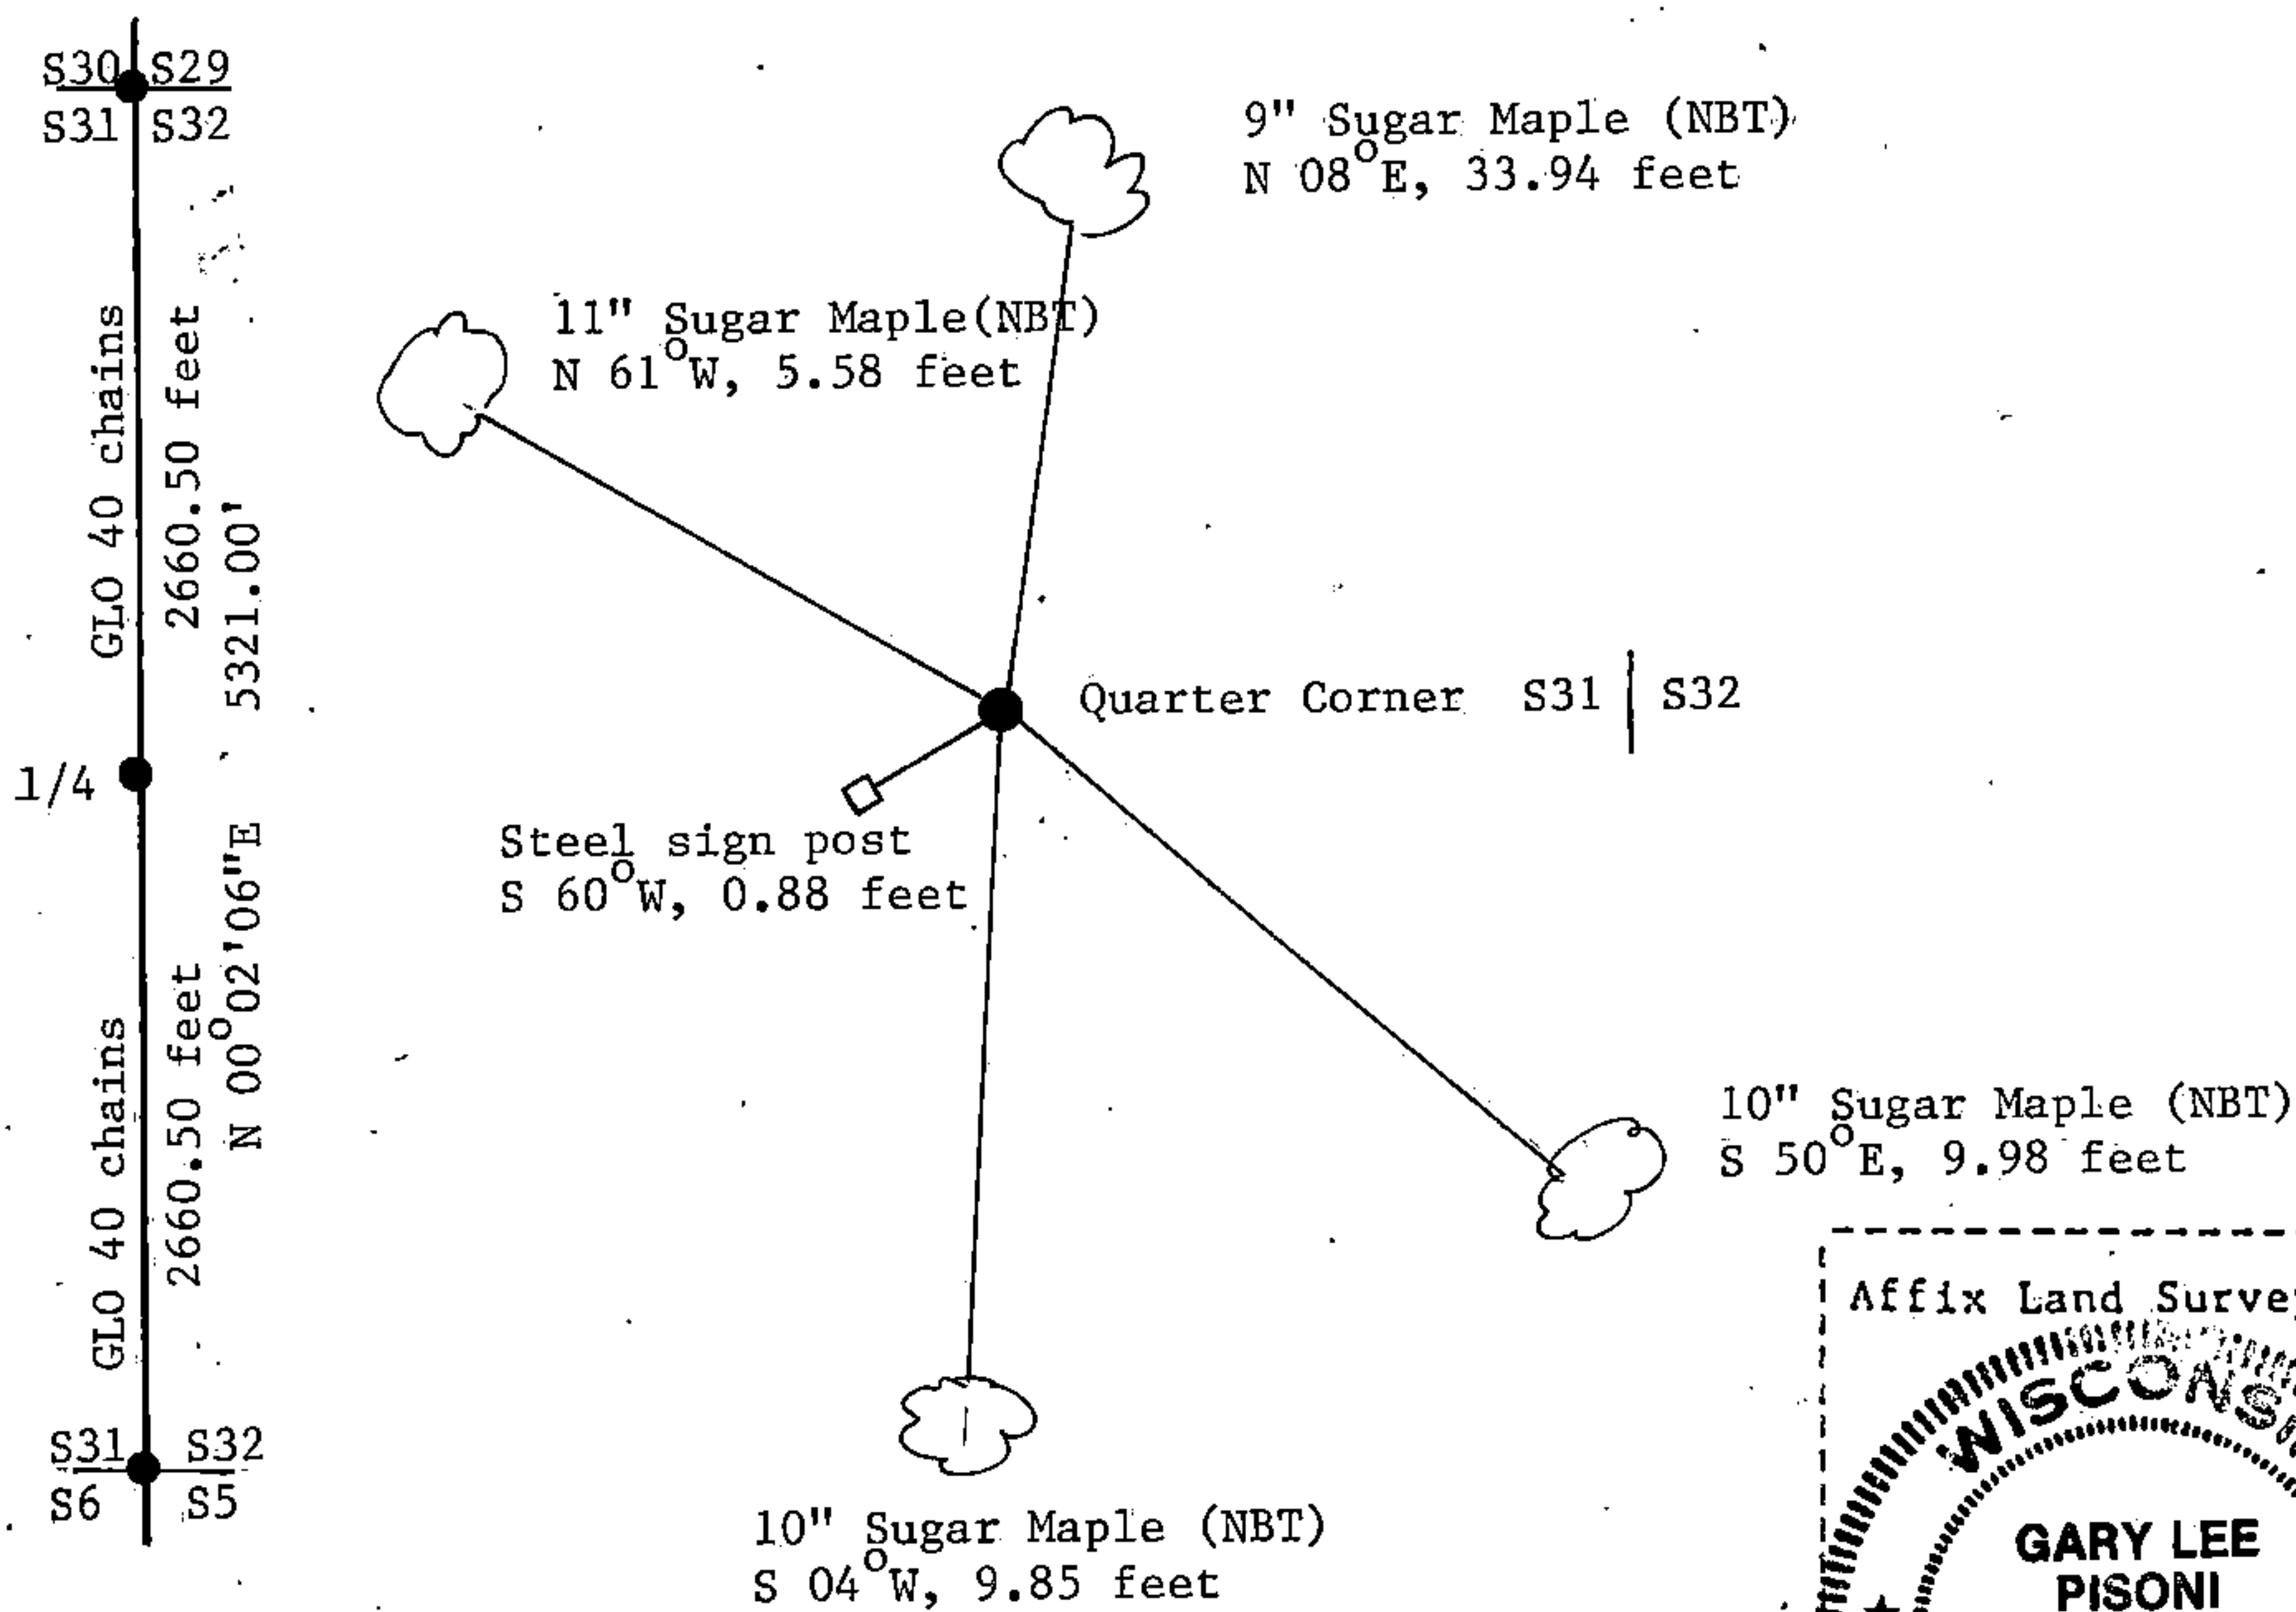 S30 S29
S31 S32
GLO 40 chains
2660.50 feet
1/4
GLO 40 chains
2660.50 feet
N 00°02'06"E 5321.00'
S31 S32
S6 S5
9" Sugar Maple (NBT)
N 08°E, 33.94 feet
11" Sugar Maple(NBT)
N 61°W, 5.58 feet
Quarter Corner S31 | S32
Steel sign post
S 60°W, 0.88 feet
10" Sugar Maple (NBT)
S 50°E, 9.98 feet
10" Sugar Maple (NBT)
S 04°W, 9.85 feet
Affix Land
WISCONS
GARY LEE
PISONI